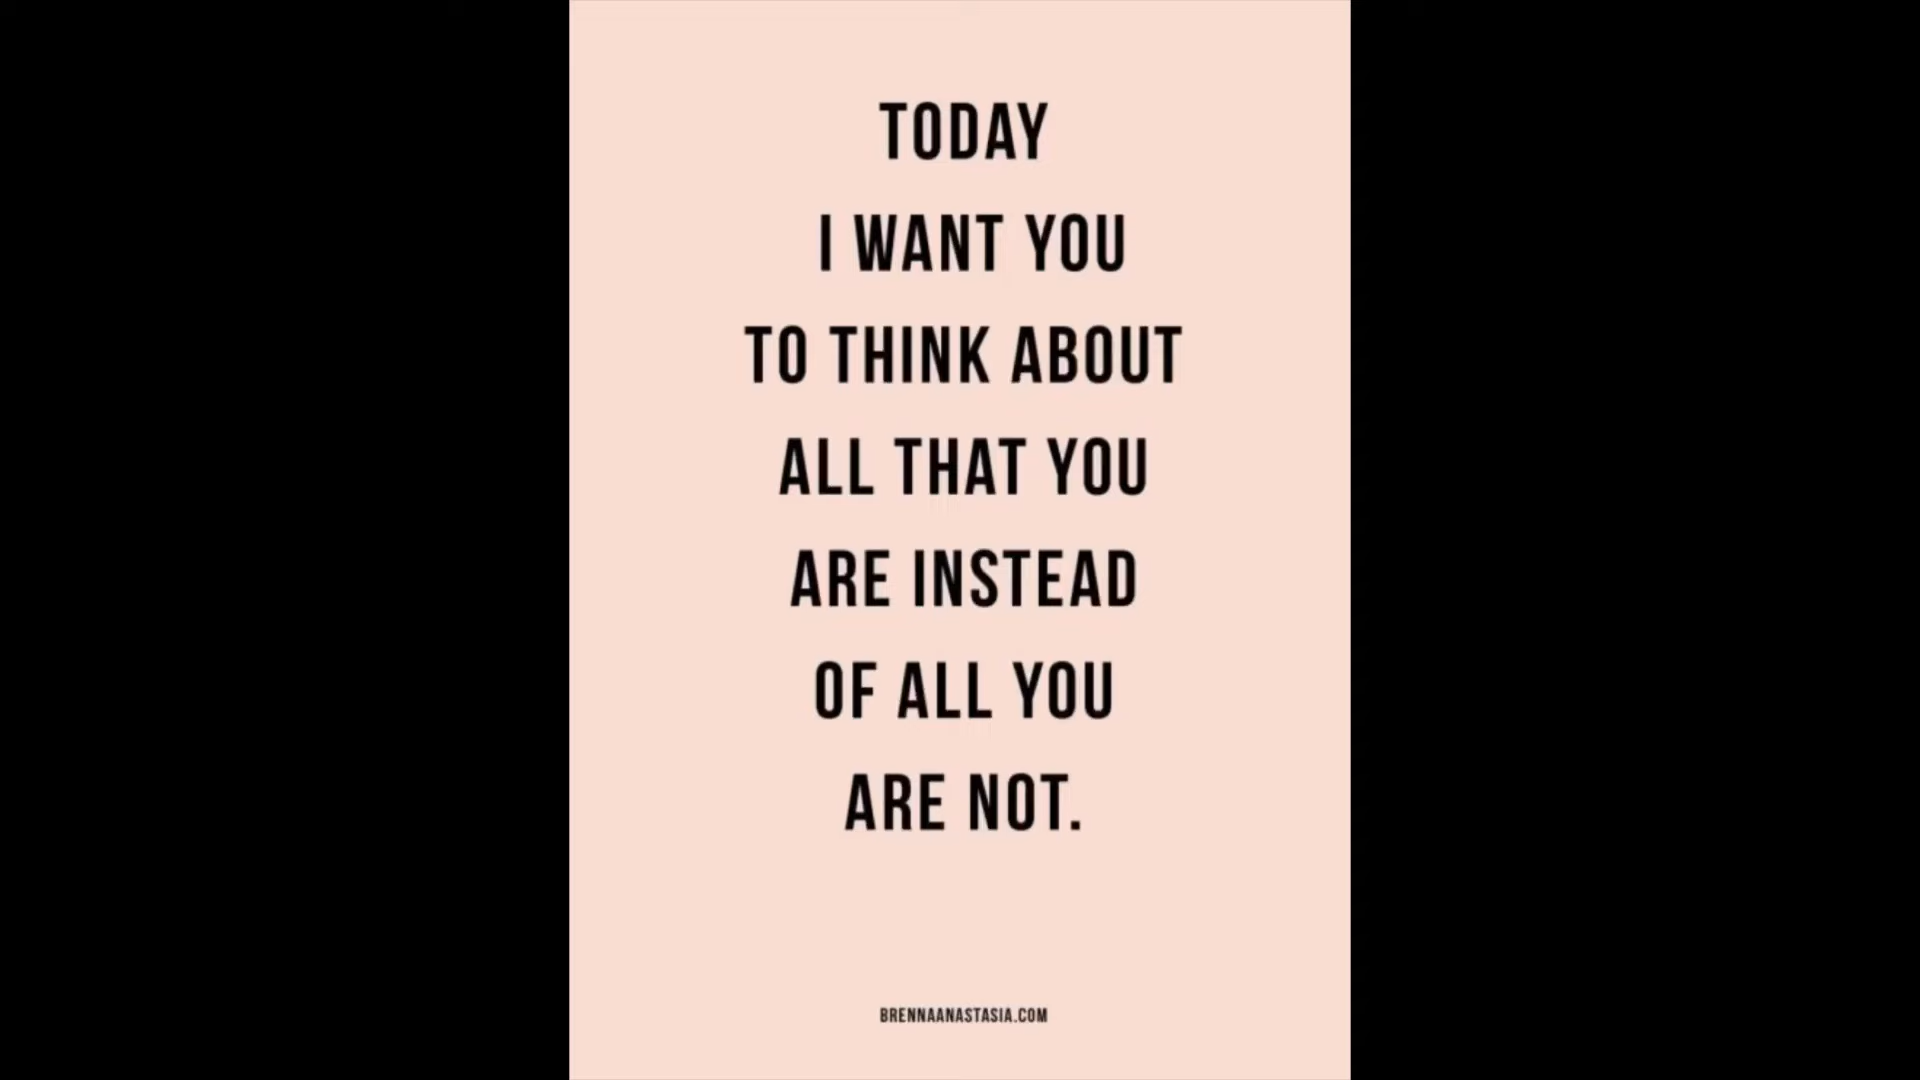 TODAY
I WANT YOU
TO THINK ABOUT
ALL THAT YOU
ARE INSTEAD
OF ALL YOU
ARE NOT.
BRENNAANASTASIA.COM